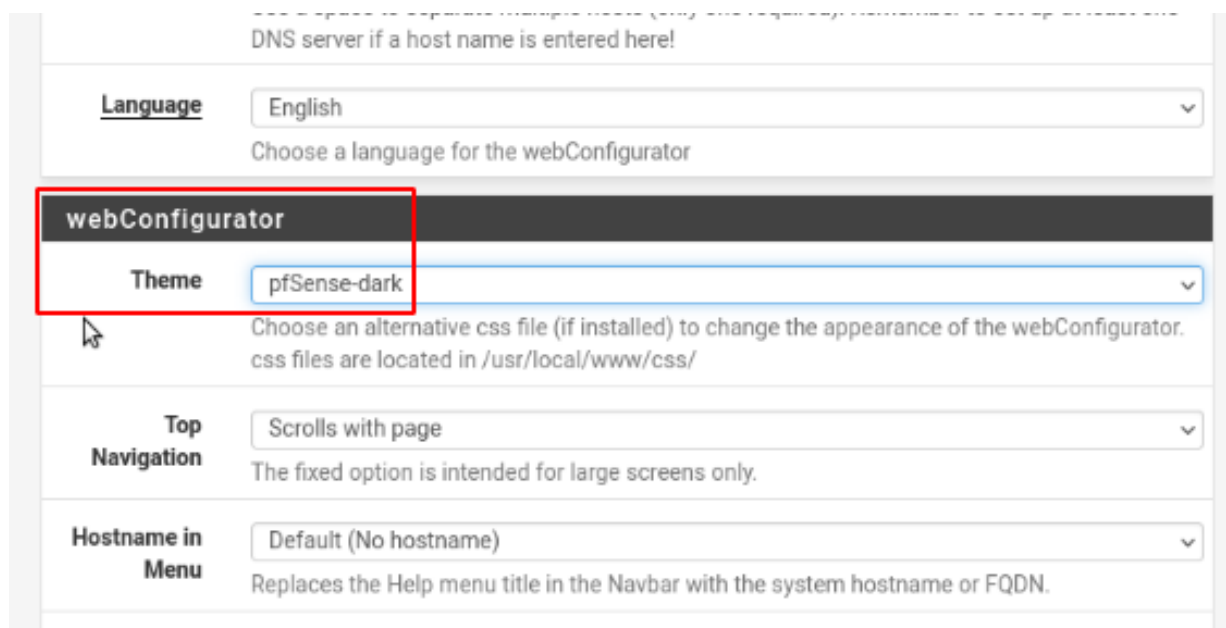 DNS server if a host name is entered here!
Language
English
Choose a language for the webConfigurator
webConfigurator
Theme
pfSense-dark
Choose an alternative css file (if installed) to change the appearance of the webConfigurator.
css files are located in /usr/local/www/css/
Top
Navigation
Scrolls with page
The fixed option is intended for large screens only.
Hostname in
Menu
Default (No hostname)
Replaces the Help menu title in the Navbar with the system hostname or FQDN.